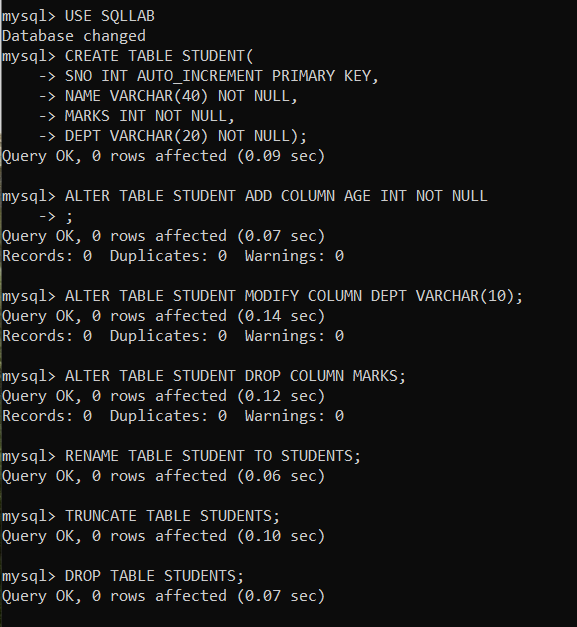 mysql> USE SQLLAB
Database changed
mysql> CREATE TABLE STUDENT(
    -> SNO INT AUTO_INCREMENT PRIMARY KEY,
    -> NAME VARCHAR(40) NOT NULL,
    -> MARKS INT NOT NULL,
    -> DEPT VARCHAR(20) NOT NULL);
Query OK, 0 rows affected (0.09 sec)

mysql> ALTER TABLE STUDENT ADD COLUMN AGE INT NOT NULL
    -> ;
Query OK, 0 rows affected (0.07 sec)
Records: 0  Duplicates: 0  Warnings: 0

mysql> ALTER TABLE STUDENT MODIFY COLUMN DEPT VARCHAR(10);
Query OK, 0 rows affected (0.14 sec)
Records: 0  Duplicates: 0  Warnings: 0

mysql> ALTER TABLE STUDENT DROP COLUMN MARKS;
Query OK, 0 rows affected (0.12 sec)
Records: 0  Duplicates: 0  Warnings: 0

mysql> RENAME TABLE STUDENT TO STUDENTS;
Query OK, 0 rows affected (0.06 sec)

mysql> TRUNCATE TABLE STUDENTS;
Query OK, 0 rows affected (0.10 sec)

mysql> DROP TABLE STUDENTS;
Query OK, 0 rows affected (0.07 sec)